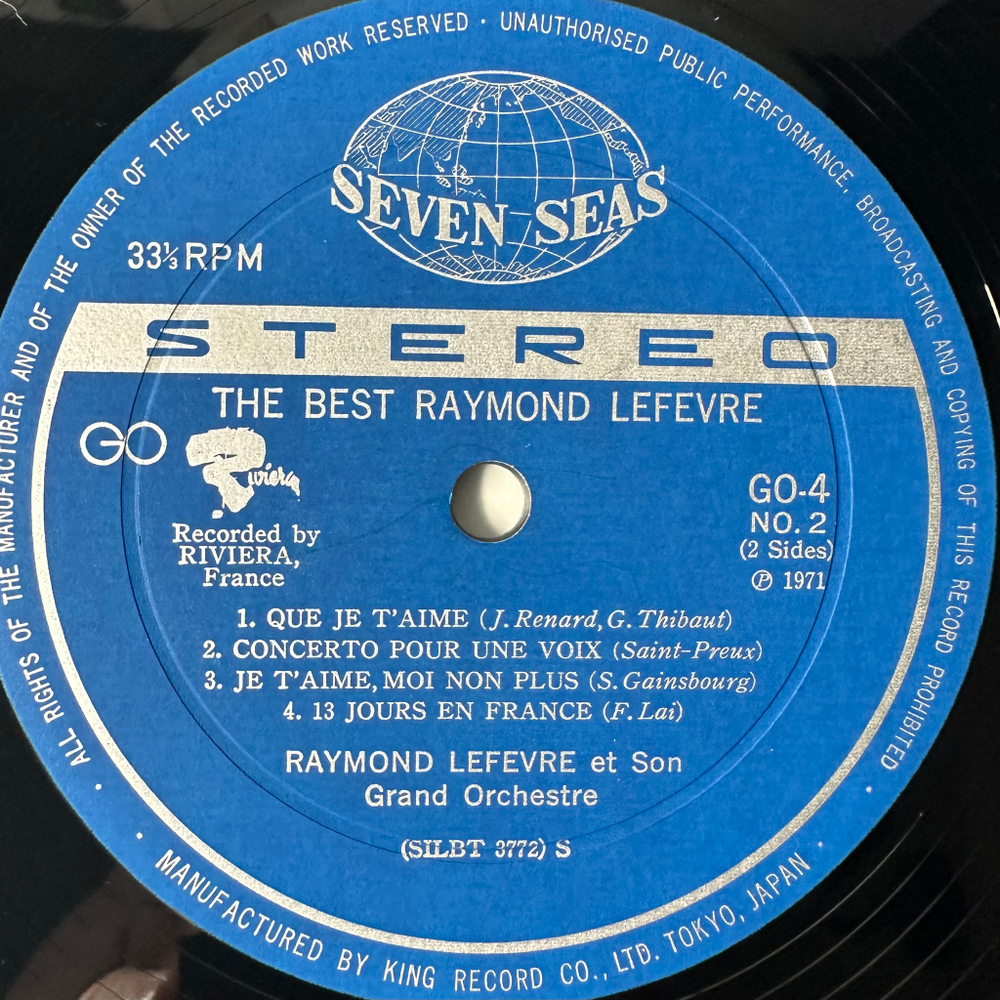 ALL RIGHTS OF THE MANUFACTURER AND OF THE OWNER OF THE RECORDED WORK RESERVED · UNAUTHORISED PUBLIC PERFORMANCE, BROADCASTING AND COPYING OF THIS RECORD PROHIBITED
SEVEN SEAS
33⅓ RPM
STEREO
THE BEST RAYMOND LEFEVRE
GO
Riviera
Recorded by
RIVIERA,
France
GO-4
NO. 2
(2 Sides)
Ⓟ 1971
1. QUE JE T'AIME (J. Renard, G. Thibaut)
2. CONCERTO POUR UNE VOIX (Saint-Preux)
3. JE T'AIME, MOI NON PLUS (S. Gainsbourg)
4. 13 JOURS EN FRANCE (F. Lai)
RAYMOND LEFEVRE et Son
Grand Orchestre
(SILBT 3772) S
· MANUFACTURED BY KING RECORD CO., LTD. TOKYO, JAPAN ·